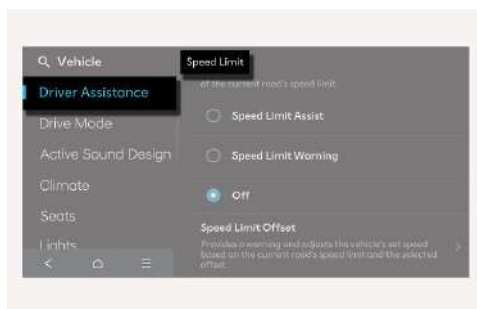 Vehicle
Speed Limit
Driver Assistance
of the current road's speed limit.
Drive Mode
Speed Limit Assist
Active Sound Design
Speed Limit Warning
Climate
Off
Seats
Speed Limit Offset
Lights
Provides a warning and adjusts the vehicle's set speed
based on the current road's speed limit and the selected
offset.